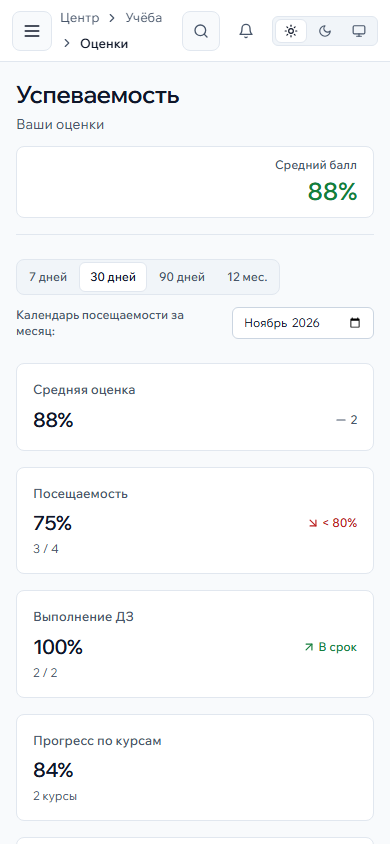 Центр > Учёба
> Оценки
Успеваемость
Ваши оценки
Средний балл
88%
7 дней 30 дней 90 дней 12 мес.
Календарь посещаемости за
месяц:
Ноябрь 2026
Средняя оценка
88%
— 2
Посещаемость
75%
↘ < 80%
3 / 4
Выполнение ДЗ
100%
↗ В срок
2 / 2
Прогресс по курсам
84%
2 курсы